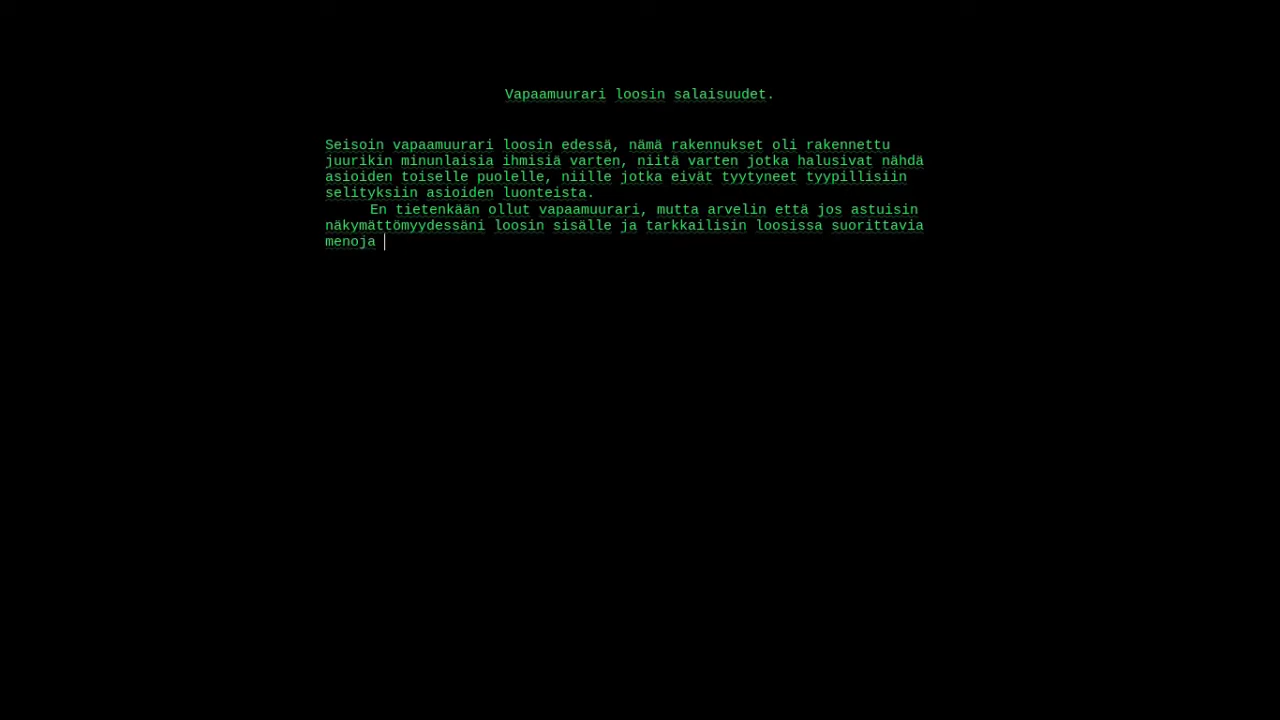 Vapaamuurari loosin salaisuudet.
Seisoin vapaamuurari loosin edessä, nämä rakennukset oli rakennettu
juurikin minunlaisia ihmisiä varten, niitä varten jotka halusivat nähdä
asioiden toiselle puolelle, niille jotka eivät tyytyneet tyypillisiin
selityksiin asioiden luonteista.
En tietenkään ollut vapaamuurari, mutta arvelin että jos astuisin
näkymättömyydessäni loosin sisälle ja tarkkailisin loosissa suorittavia
menoja